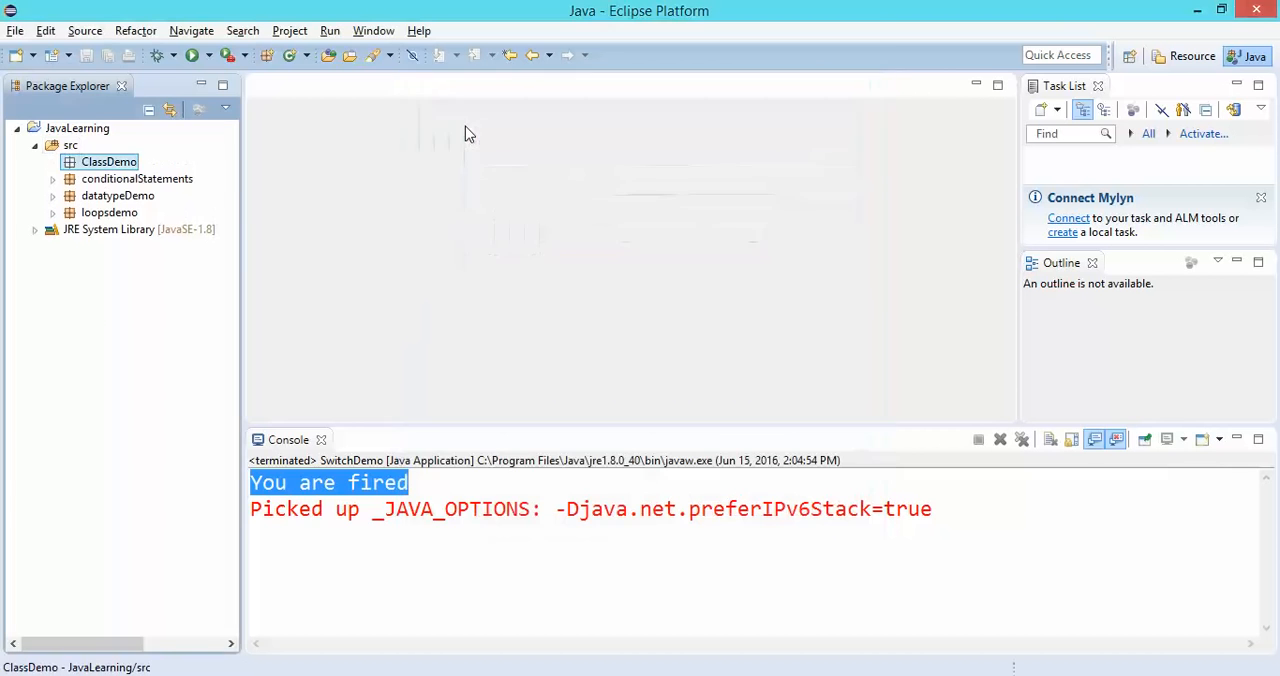 Java - Eclipse Platform
File Edit Source Refactor Navigate Search Project Run Window Help
Quick Access Resource Java
Package Explorer
JavaLearning
src
ClassDemo
conditionalStatements
datatypeDemo
loopsdemo
JRE System Library [JavaSE-1.8]
Task List
Find All Activate...
Connect Mylyn
Connect to your task and ALM tools or
create a local task.
Outline
An outline is not available.
Console
<terminated> SwitchDemo [Java Application] C:\Program Files\Java\jre1.8.0_40\bin\javaw.exe (Jun 15, 2016, 2:04:54 PM)
You are fired
Picked up _JAVA_OPTIONS: -Djava.net.preferIPv6Stack=true
ClassDemo - JavaLearning/src